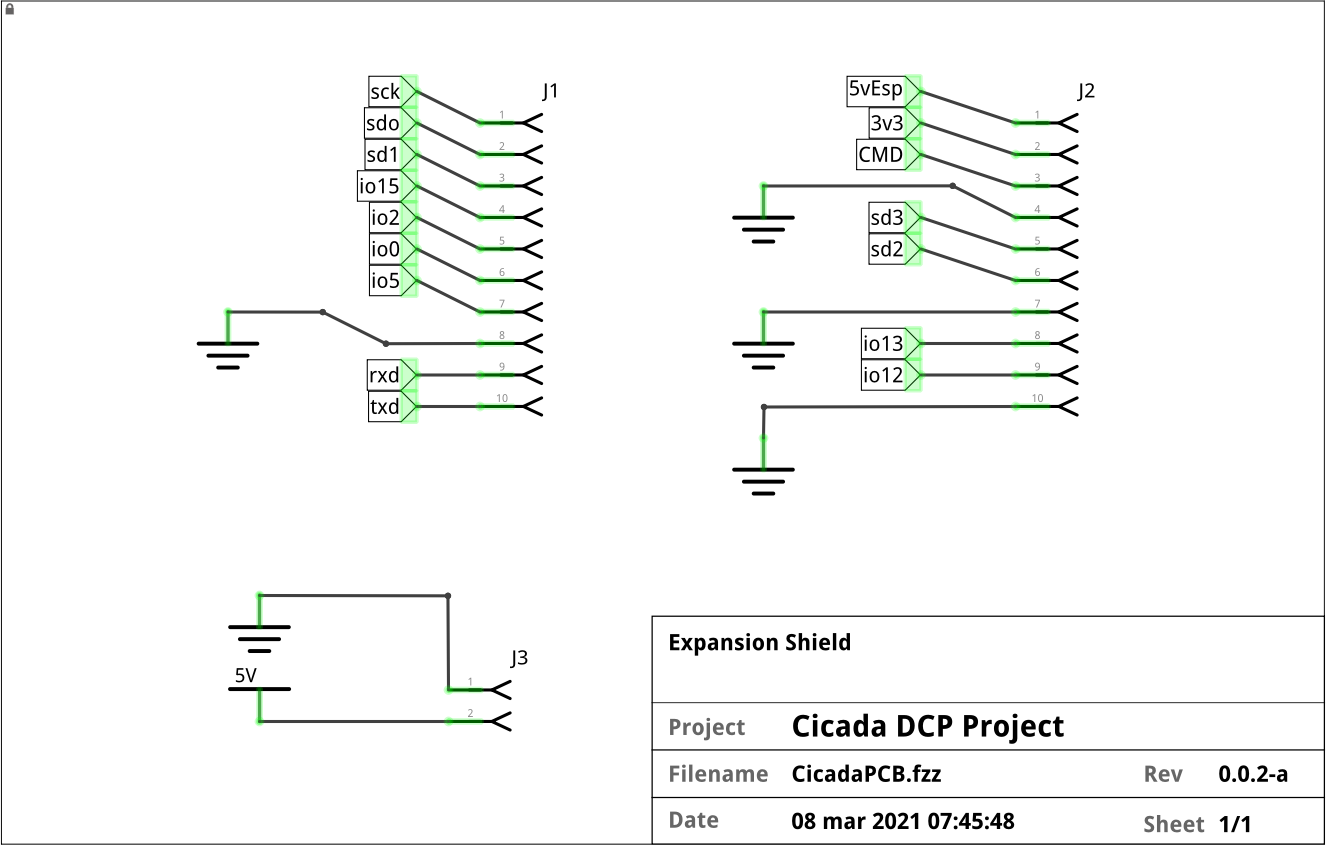 J1
sck
1
sdo
2
sd1
3
io15
4
io2
5
io0
6
io5
7
8
rxd
9
txd
10
J2
5vEsp
1
3v3
2
CMD
3
4
sd3
5
sd2
6
7
io13
8
io12
9
10
J3
5V
1
2
Expansion Shield
Project Cicada DCP Project
Filename CicadaPCB.fzz Rev 0.0.2-a
Date 08 mar 2021 07:45:48 Sheet 1/1